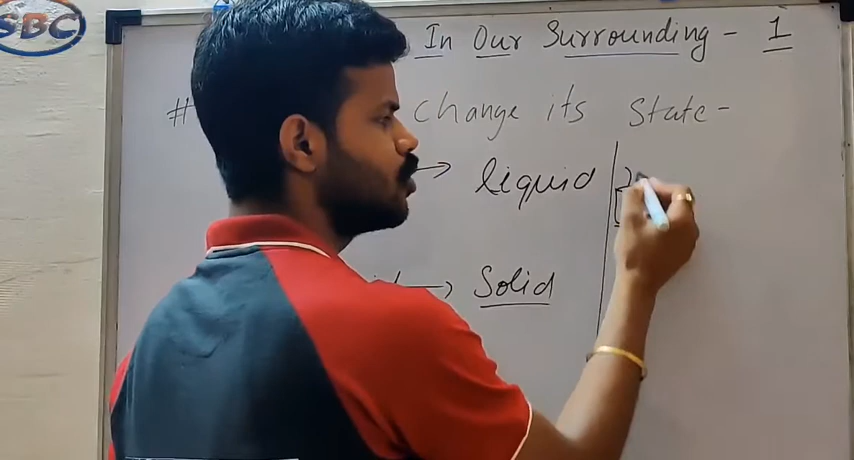 SBC
In Our Surrounding - 1
#
change its State -
→ liquid
→ Solid